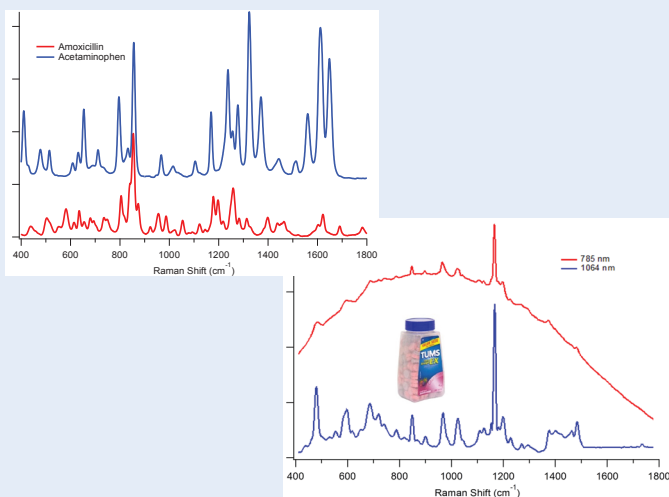 Amoxicillin
Acetaminophen
400 600 800 1000 1200 1400 1600 1800
Raman Shift (cm⁻¹)
785 nm
1064 nm
TUMS
EX
400 600 800 1000 1200 1400 1600 1800
Raman Shift (cm⁻¹)